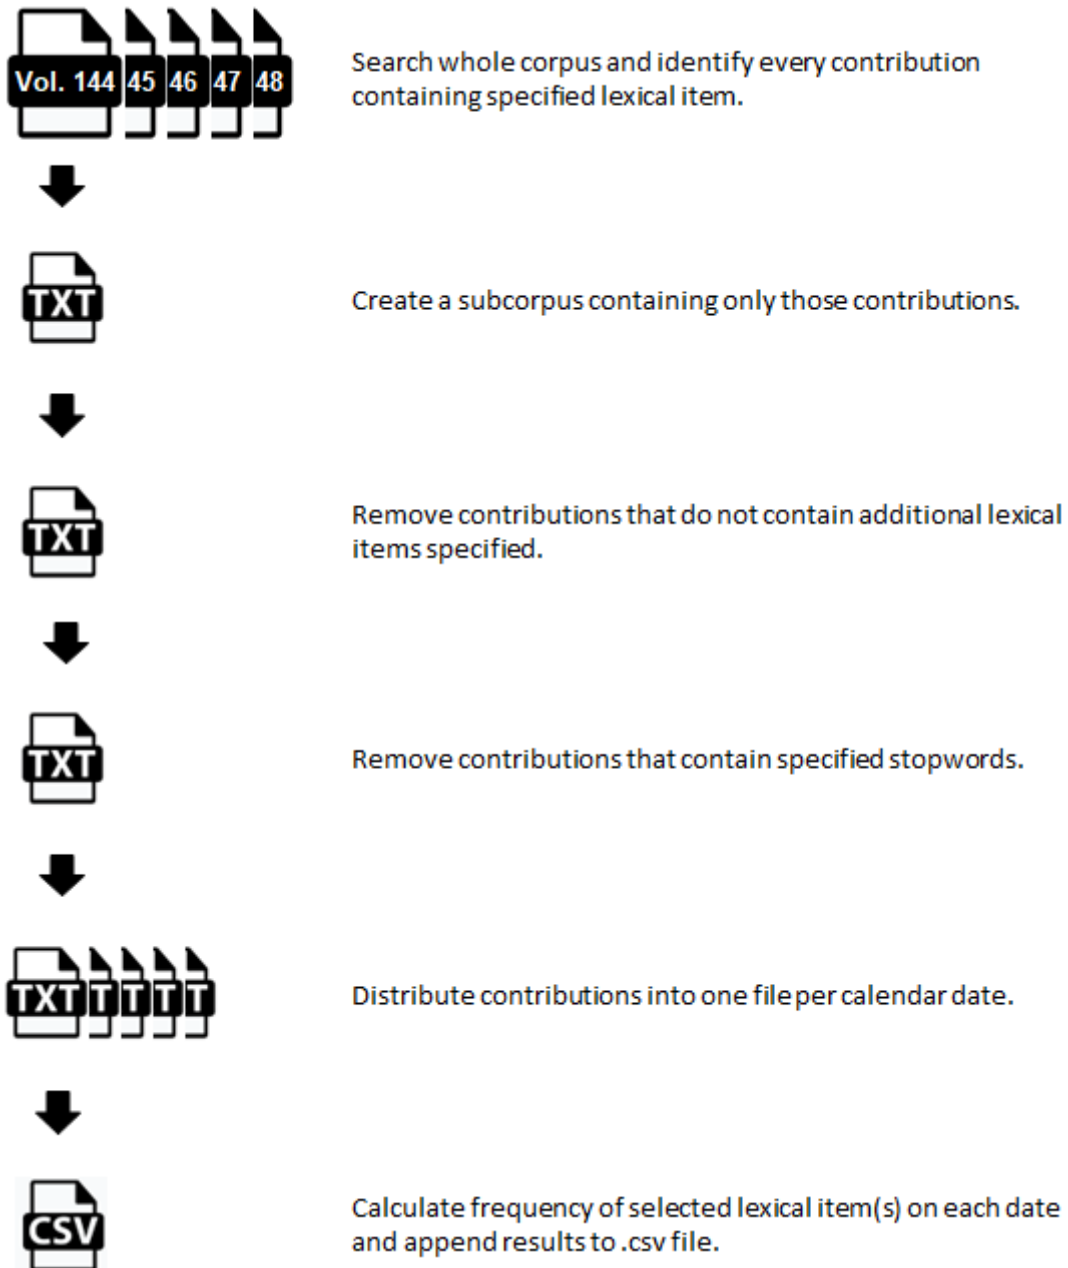 Vol. 144 45 46 47 48
Search whole corpus and identify every contribution
containing specified lexical item.
TXT
Create a subcorpus containing only those contributions.
TXT
Remove contributions that do not contain additional lexical
items specified.
TXT
Remove contributions that contain specified stopwords.
TXT T T T T
Distribute contributions into one file per calendar date.
CSV
Calculate frequency of selected lexical item(s) on each date
and append results to .csv file.